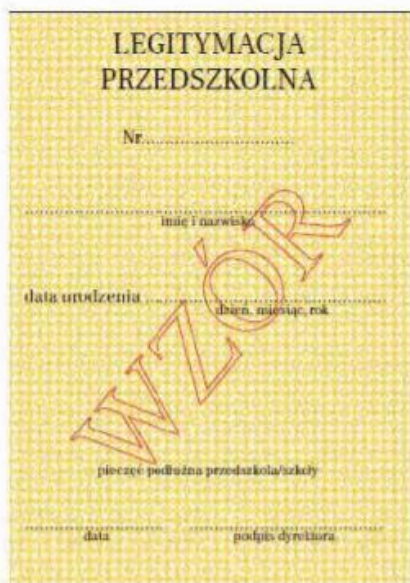 LEGITYMACJA
PRZEDSZKOLNA
Nr..............................
imię i nazwisko
data urodzenia ..............................
dzień, miesiąc, rok
WZÓR
pieczęć podłużna przedszkola/szkoły
data podpis dyrektora